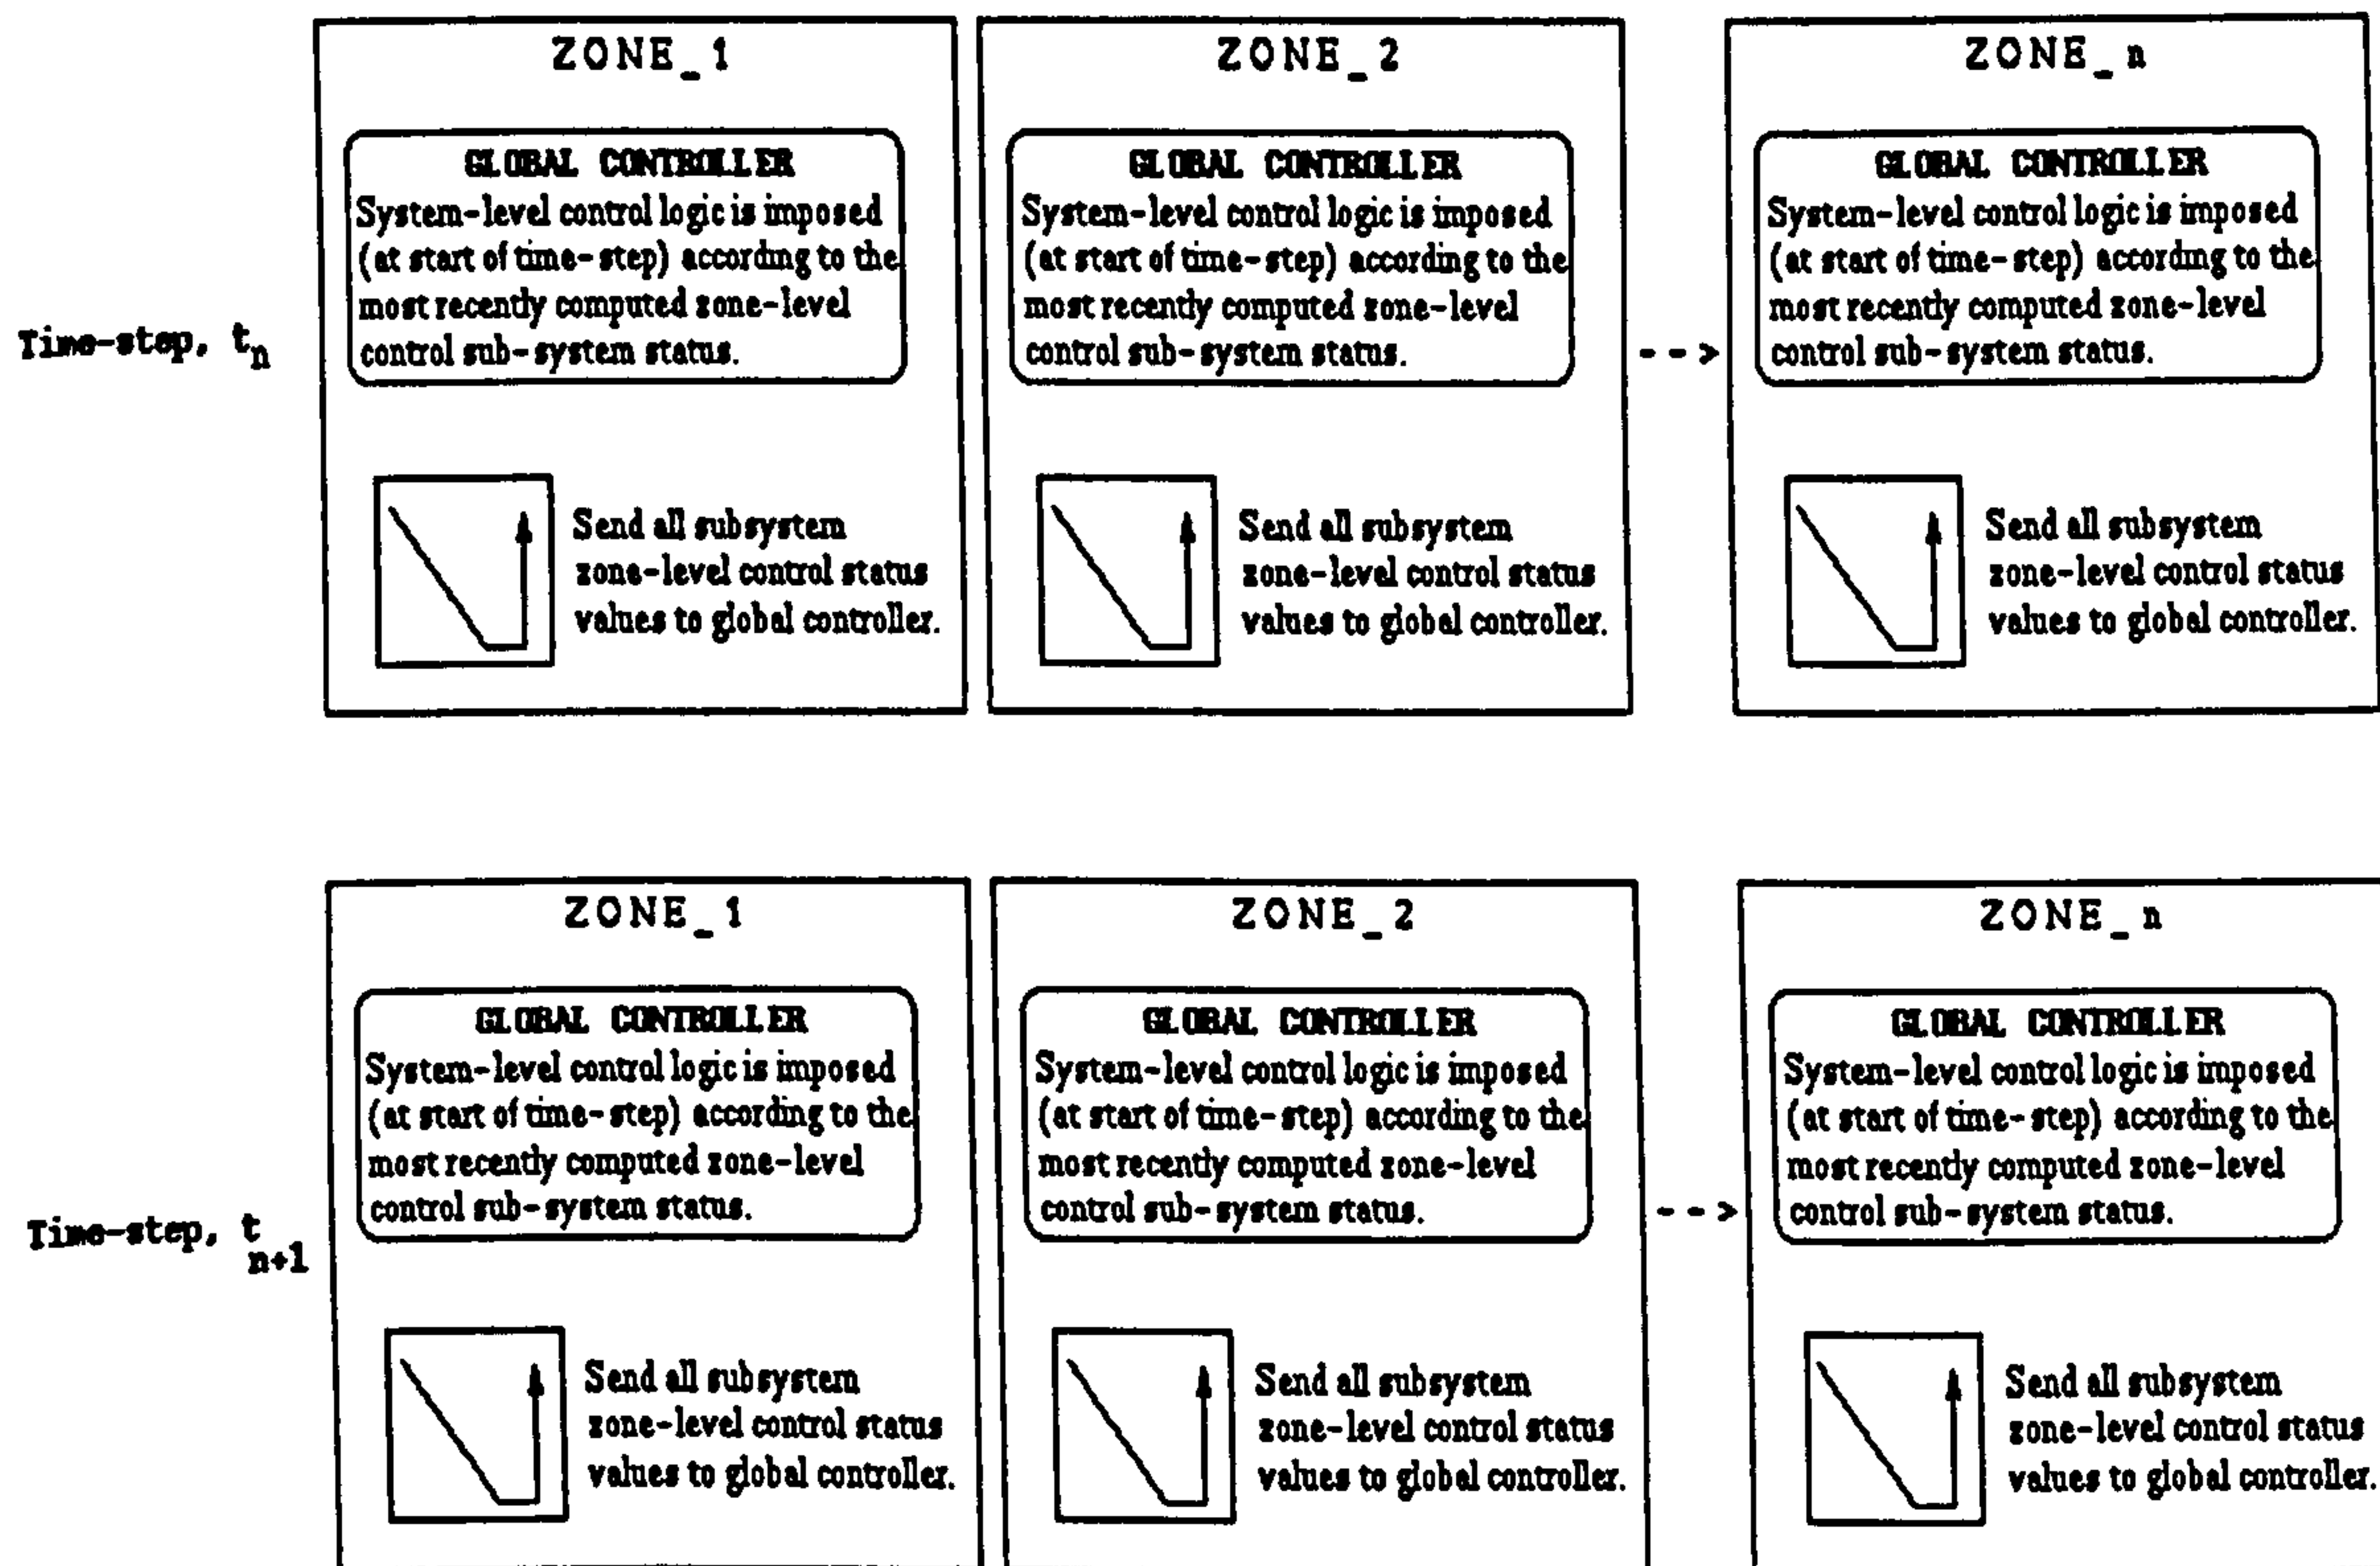 ZONE_1
GLOBAL CONTROLLER
System-level control logic is imposed
(at start of time-step) according to the
most recently computed zone-level
control sub-system status.
Send all subsystem
zone-level control status
values to global controller.
ZONE_2
GLOBAL CONTROLLER
System-level control logic is imposed
(at start of time-step) according to the
most recently computed zone-level
control sub-system status.
Send all subsystem
zone-level control status
values to global controller.
-->
ZONE_n
GLOBAL CONTROLLER
System-level control logic is imposed
(at start of time-step) according to the
most recently computed zone-level
control sub-system status.
Send all subsystem
zone-level control status
values to global controller.
Time-step, tn
ZONE_1
GLOBAL CONTROLLER
System-level control logic is imposed
(at start of time-step) according to the
most recently computed zone-level
control sub-system status.
Send all subsystem
zone-level control status
values to global controller.
ZONE_2
GLOBAL CONTROLLER
System-level control logic is imposed
(at start of time-step) according to the
most recently computed zone-level
control sub-system status.
Send all subsystem
zone-level control status
values to global controller.
-->
ZONE_n
GLOBAL CONTROLLER
System-level control logic is imposed
(at start of time-step) according to the
most recently computed zone-level
control sub-system status.
Send all subsystem
zone-level control status
values to global controller.
Time-step, t
n+1